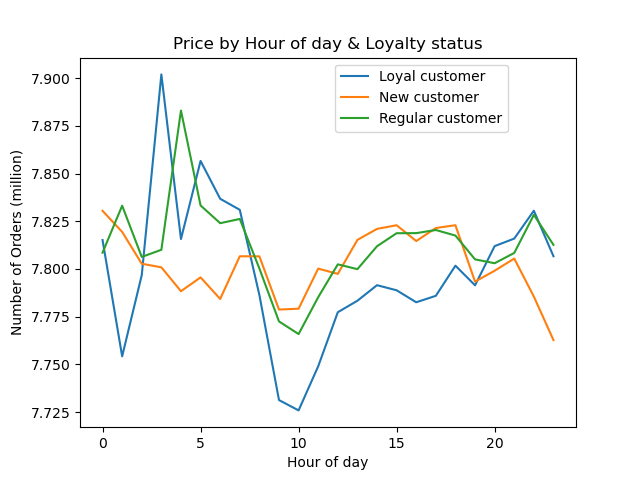 Price by Hour of day & Loyalty status
Loyal customer
New customer
Regular customer
7.900
7.875
7.850
7.825
7.800
7.775
7.750
7.725
Number of Orders (million)
0 5 10 15 20
Hour of day